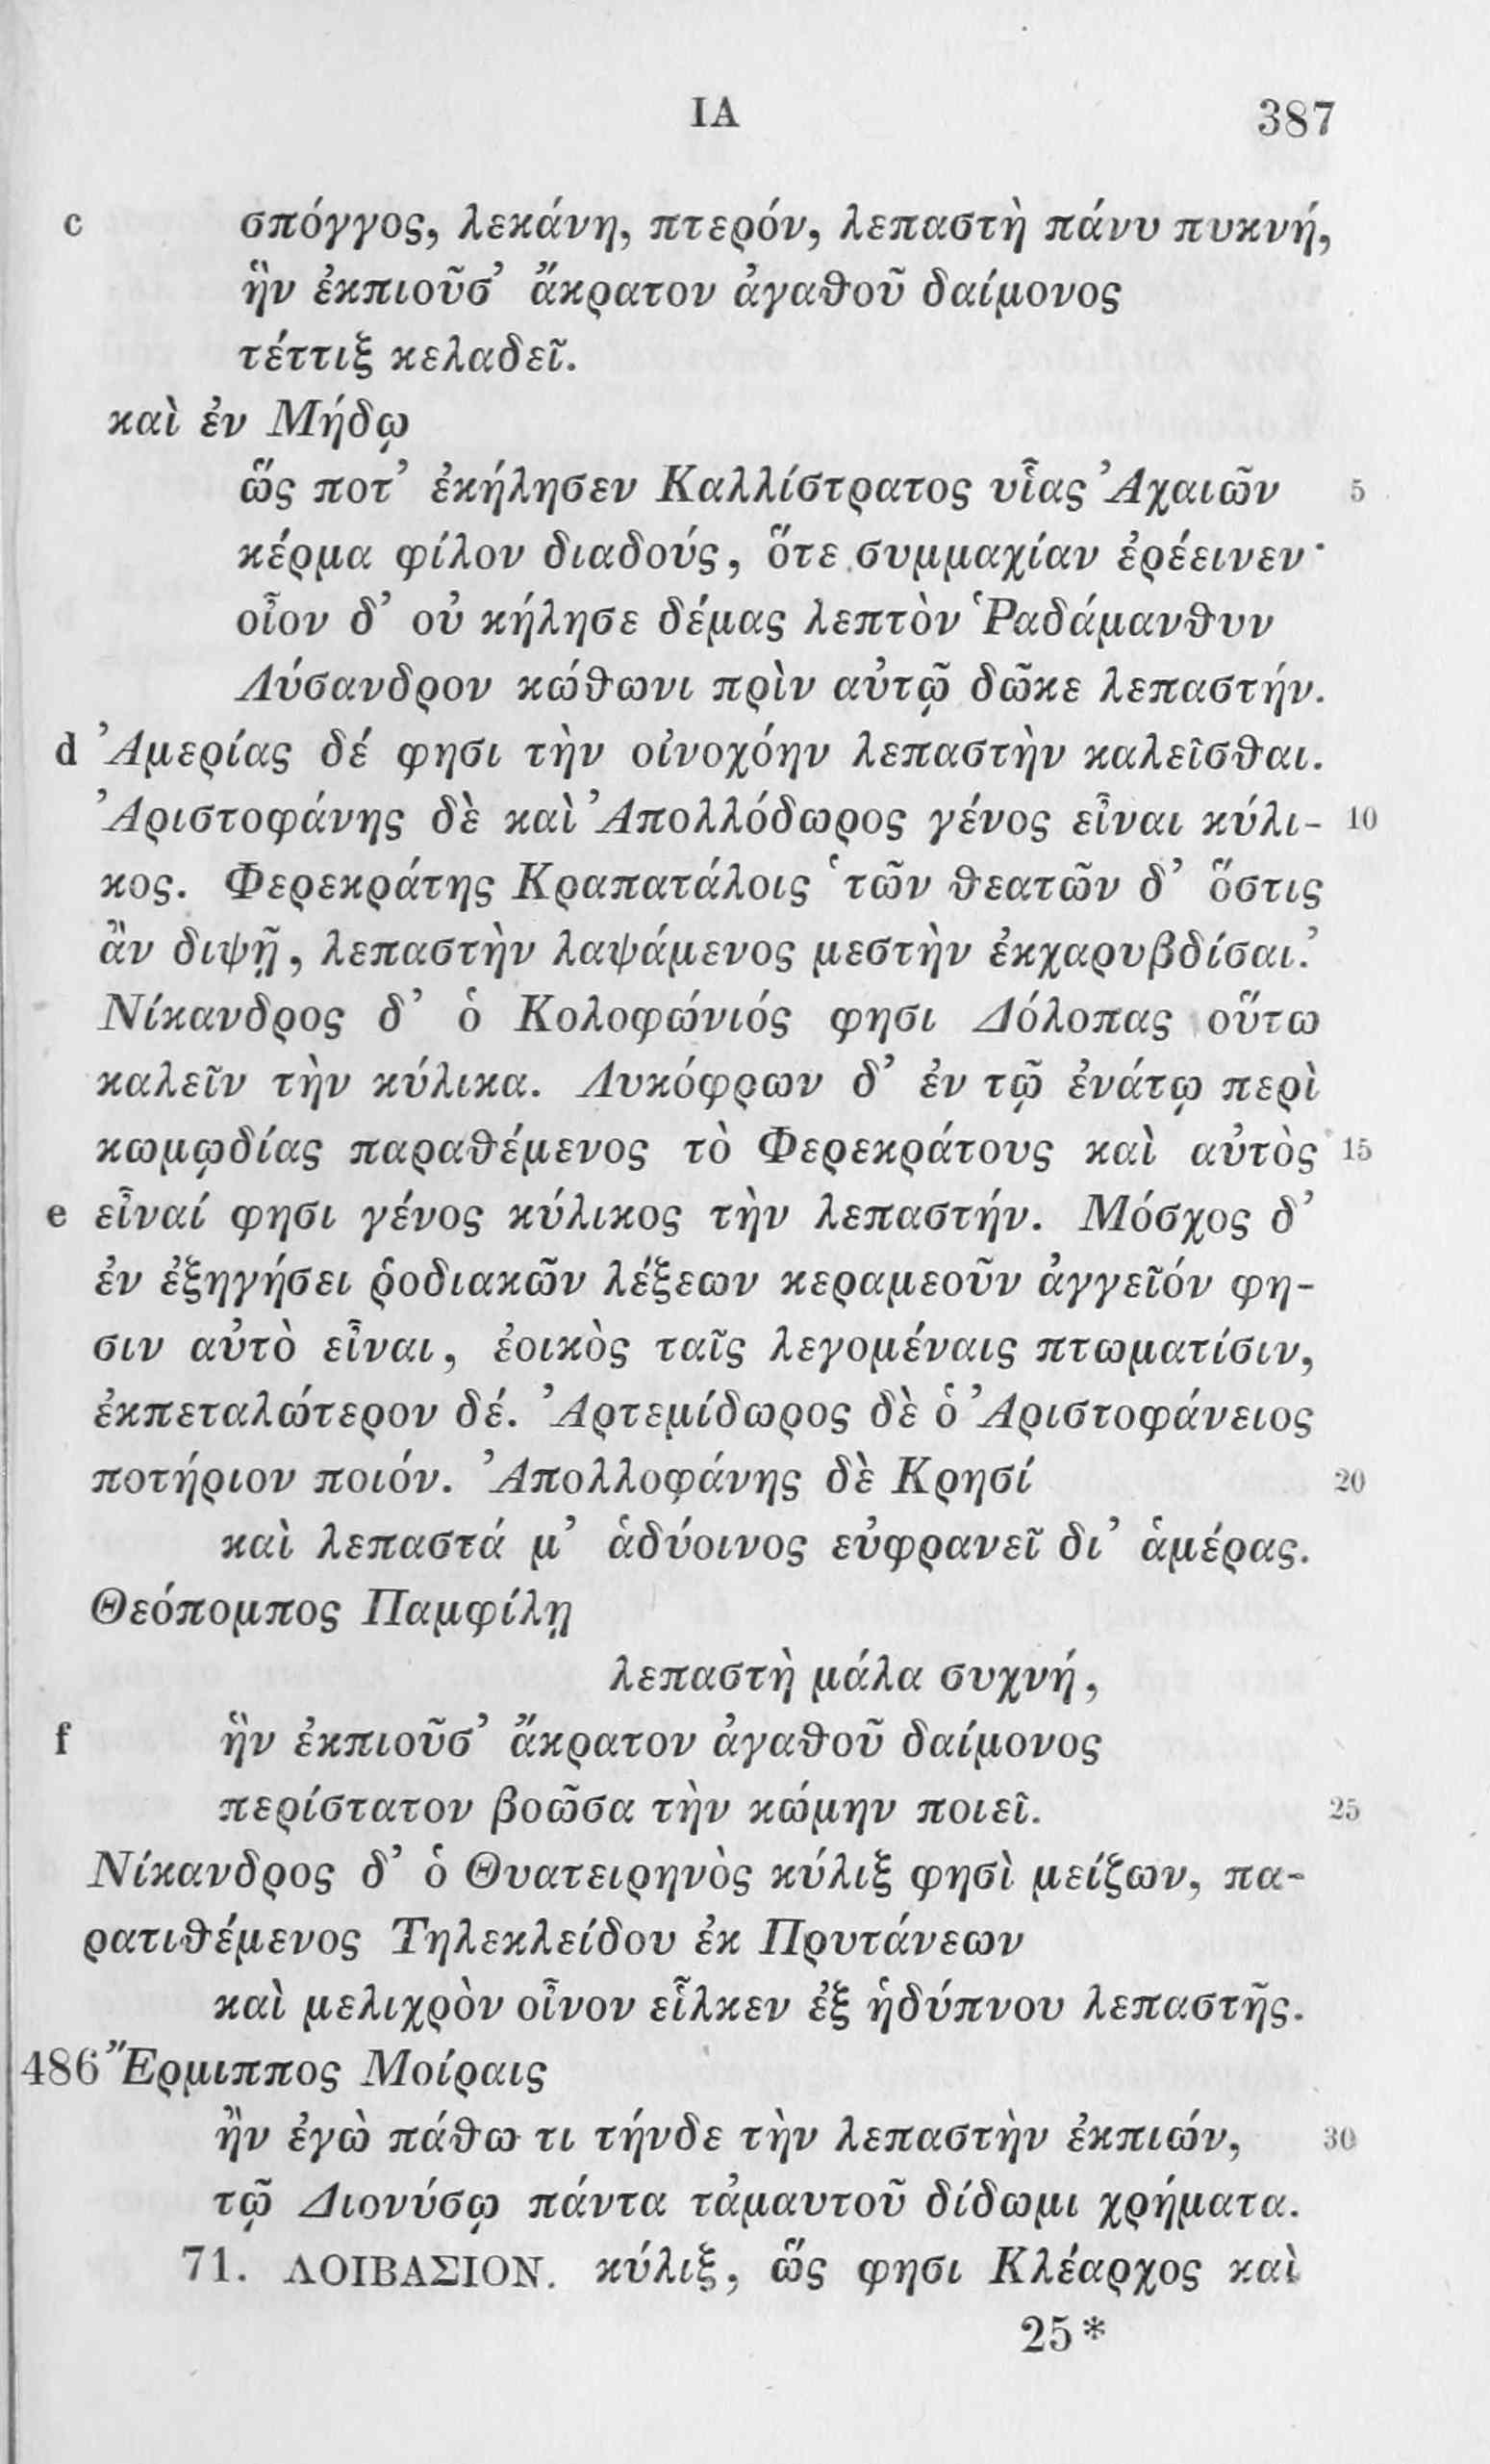 ΙΑ 387
c σπόγγος, λεκάνη, πτερόν, λεπαστὴ πάνυ πυκνή,
ἣν ἐκπιοῦσ’ ἄκρατον ἀγαθοῦ δαίμονος
τέττιξ κελαδεῖ.
καὶ ἐν Μήδῳ
ὥς ποτ’ ἐκήλησεν Καλλίστρατος υἷας Ἀχαιῶν 5
κέρμα φίλον διαδούς, ὅτε συμμαχίαν ἐρέεινεν·
οἶον δ’ οὐ κήλησε δέμας λεπτὸν Ῥαδάμανθυν
Λύσανδρον κώθωνι πρὶν αὐτῷ δῶκε λεπαστήν.
d Ἀμερίας δέ φησι τὴν οἰνοχόην λεπαστὴν καλεῖσθαι.
Ἀριστοφάνης δὲ καὶ Ἀπολλόδωρος γένος εἶναι κύλι- 10
κος. Φερεκράτης Κραπατάλοις ‘τῶν θεατῶν δ’ ὅστις
ἂν διψῇ, λεπαστὴν λαψάμενος μεστὴν ἐκχαρυβδίσαι.’
Νίκανδρος δ’ ὁ Κολοφώνιός φησι Δόλοπας οὕτω
καλεῖν τὴν κύλικα. Λυκόφρων δ’ ἐν τῷ ἐνάτῳ περὶ
κωμῳδίας παραθέμενος τὸ Φερεκράτους καὶ αὐτὸς 15
e εἶναί φησι γένος κύλικος τὴν λεπαστήν. Μόσχος δ’
ἐν ἐξηγήσει ῥοδιακῶν λέξεων κεραμεοῦν ἀγγεῖόν φη-
σιν αὐτὸ εἶναι, ἐοικὸς ταῖς λεγομέναις πτωματίσιν,
ἐκπεταλώτερον δέ. Ἀρτεμίδωρος δὲ ὁ Ἀριστοφάνειος
ποτήριον ποιόν. Ἀπολλοφάνης δὲ Κρησί 20
καὶ λεπαστά μ’ ἁδύοινος εὐφρανεῖ δι’ ἁμέρας.
Θεόπομπος Παμφίλῃ
λεπαστὴ μάλα συχνή,
f ἣν ἐκπιοῦσ’ ἄκρατον ἀγαθοῦ δαίμονος
περίστατον βοῶσα τὴν κώμην ποιεῖ. 25
Νίκανδρος δ’ ὁ Θυατειρηνὸς κύλιξ φησὶ μείζων, πα-
ρατιθέμενος Τηλεκλείδου ἐκ Πρυτάνεων
καὶ μελιχρὸν οἶνον εἷλκεν ἐξ ἡδύπνου λεπαστῆς.
486 Ἕρμιππος Μοίραις
ἢν ἐγὼ πάθω τι τήνδε τὴν λεπαστὴν ἐκπιών, 30
τῷ Διονύσῳ πάντα τἀμαυτοῦ δίδωμι χρήματα.
71. ΛΟΙΒΑΣΙΟΝ. κύλιξ, ὥς φησι Κλέαρχος καὶ
25*